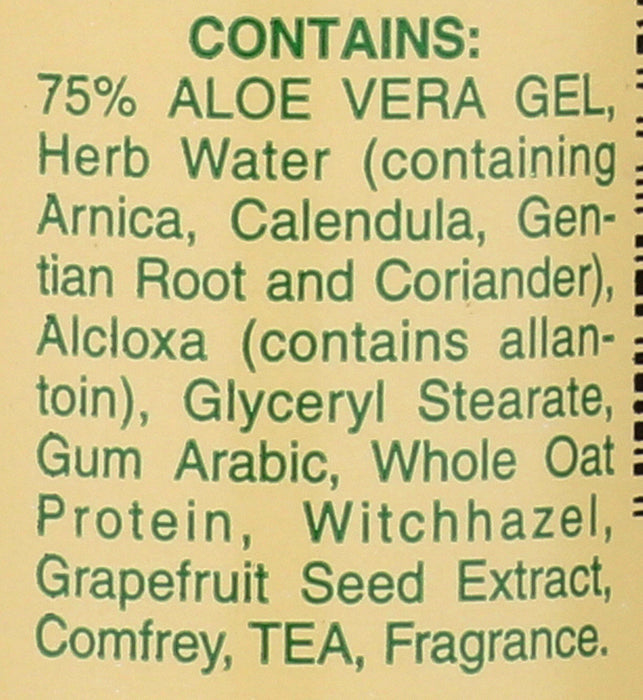 CONTAINS:
75% ALOE VERA GEL,
Herb Water (containing
Arnica, Calendula, Gen-
tian Root and Coriander),
Alcloxa (contains allan-
toin), Glyceryl Stearate,
Gum Arabic, Whole Oat
Protein, Witchhazel,
Grapefruit Seed Extract,
Comfrey, TEA, Fragrance.